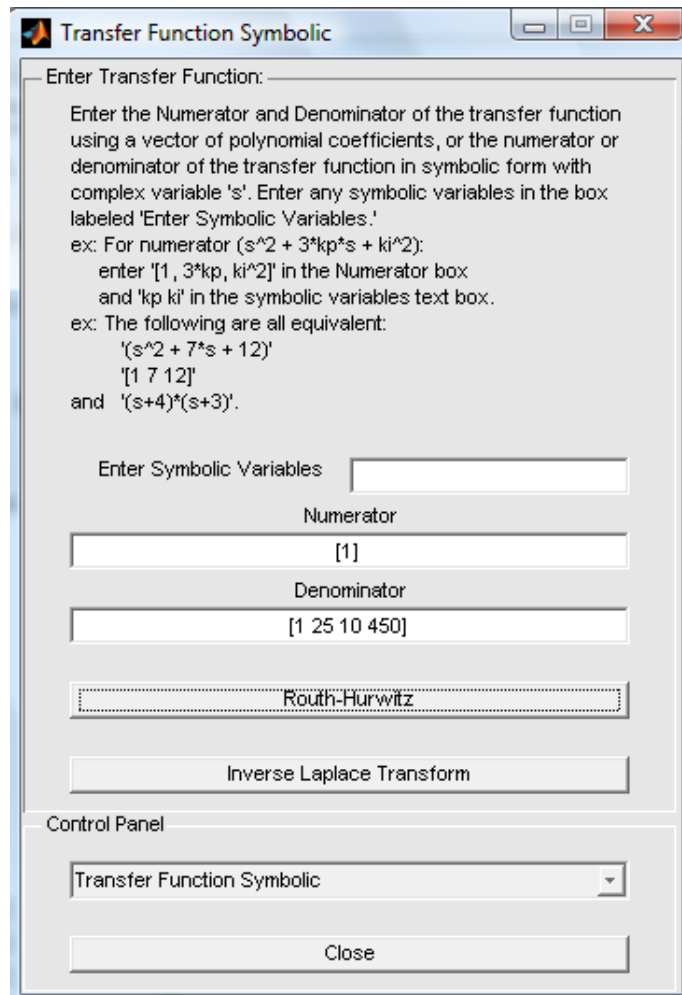 Transfer Function Symbolic
Enter Transfer Function:
Enter the Numerator and Denominator of the transfer function
using a vector of polynomial coefficients, or the numerator or
denominator of the transfer function in symbolic form with
complex variable 's'. Enter any symbolic variables in the box
labeled 'Enter Symbolic Variables.'
ex: For numerator (s^2 + 3*kp*s + ki^2):
enter '[1, 3*kp, ki^2]' in the Numerator box
and 'kp ki' in the symbolic variables text box.
ex: The following are all equivalent:
'(s^2 + 7*s + 12)'
'[1 7 12]'
and '(s+4)*(s+3)'.
Enter Symbolic Variables
Numerator
[1]
Denominator
[1 25 10 450]
Routh-Hurwitz
Inverse Laplace Transform
Control Panel
Transfer Function Symbolic
Close